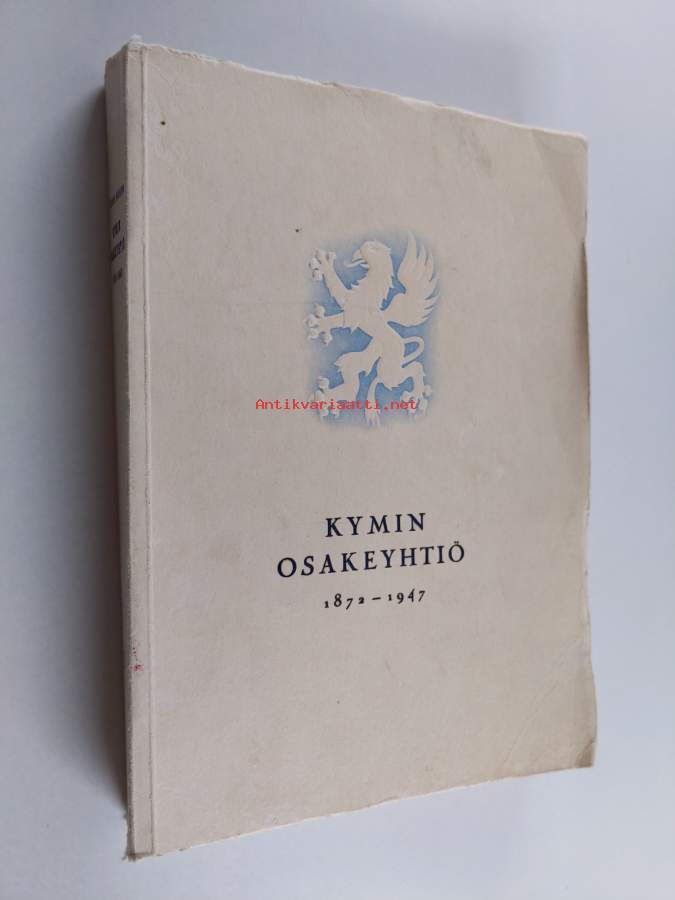 Antikvariaatti.net
KYMIN
OSAKEYHTIÖ
1872 – 1947